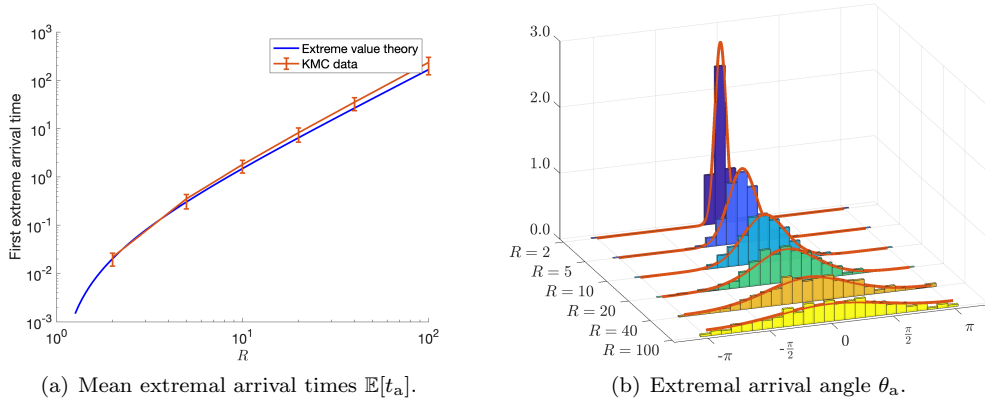 10^3
10^2
10^1
10^0
10^{-1}
10^{-2}
10^{-3}
First extreme arrival time
Extreme value theory
KMC data
10^0
10^1
10^2
R
(a) Mean extremal arrival times 𝔼[t_a].
3.0
2.0
1.0
0.0
R = 2
R = 5
R = 10
R = 20
R = 40
R = 100
-π
-π/2
0
π/2
π
(b) Extremal arrival angle θ_a.